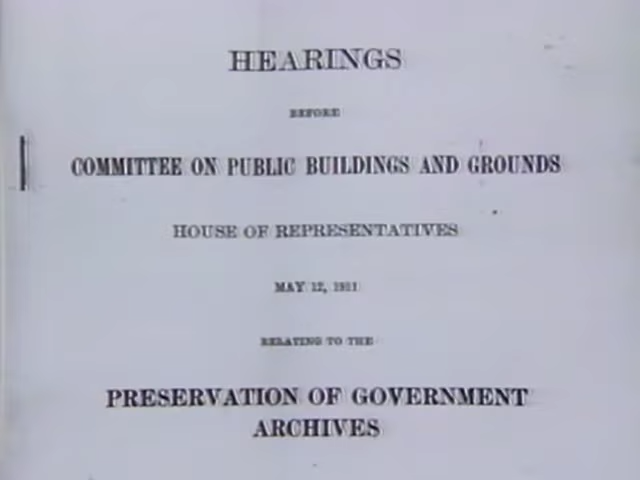 HEARINGS
BEFORE
COMMITTEE ON PUBLIC BUILDINGS AND GROUNDS
HOUSE OF REPRESENTATIVES
MAY 12, 1911
RELATING TO THE
PRESERVATION OF GOVERNMENT
ARCHIVES